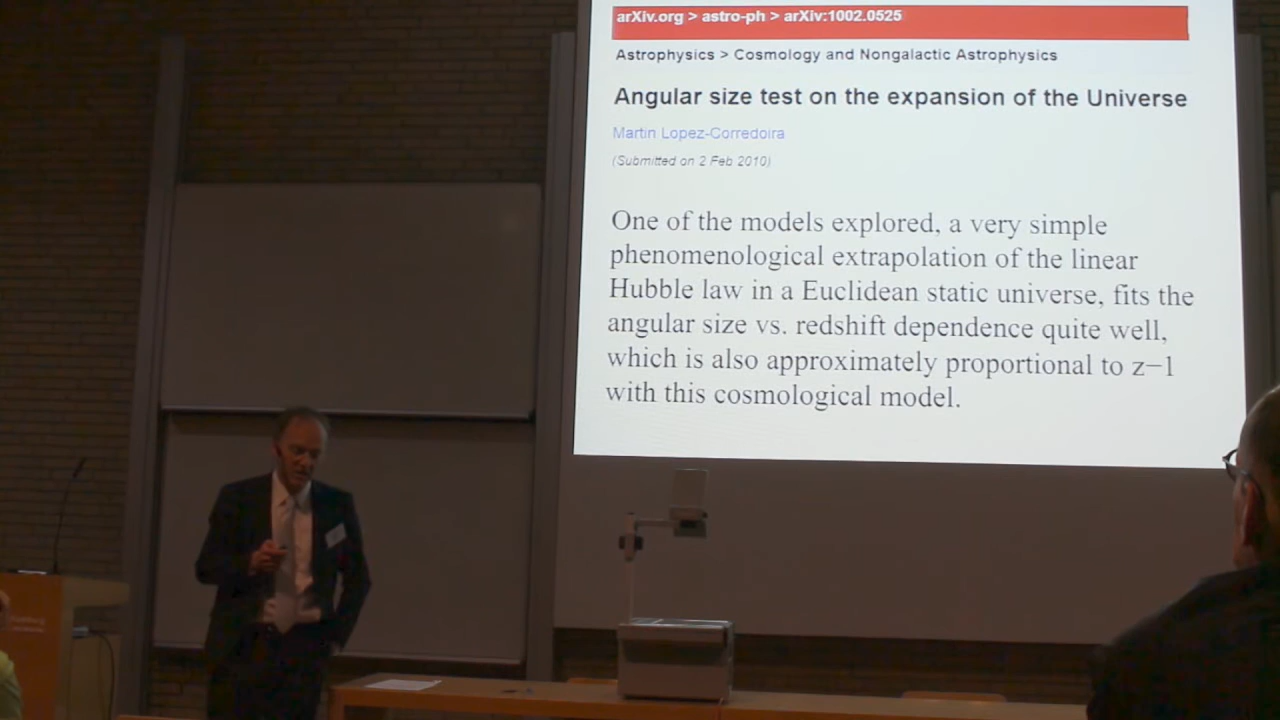 arXiv.org > astro-ph > arXiv:1002.0525
Astrophysics > Cosmology and Nongalactic Astrophysics
Angular size test on the expansion of the Universe
Martin Lopez-Corredoira
(Submitted on 2 Feb 2010)
One of the models explored, a very simple
phenomenological extrapolation of the linear
Hubble law in a Euclidean static universe, fits the
angular size vs. redshift dependence quite well,
which is also approximately proportional to z−1
with this cosmological model.